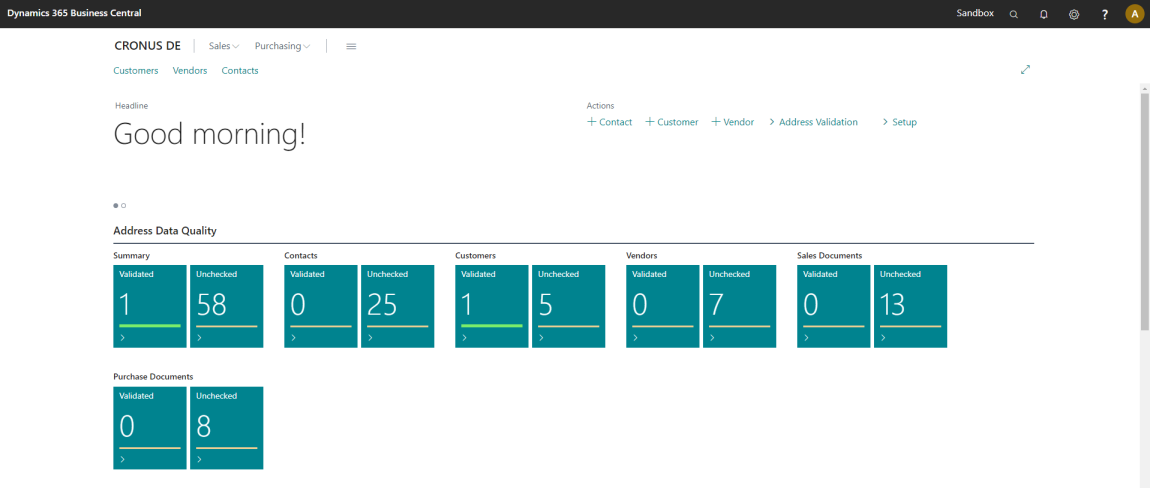 Dynamics 365 Business Central Sandbox ? A
CRONUS DE Sales Purchasing
Customers Vendors Contacts
Headline
Good morning!
Actions
+ Contact + Customer + Vendor > Address Validation > Setup
Address Data Quality
Summary Contacts Customers Vendors Sales Documents
Validated Unchecked Validated Unchecked Validated Unchecked Validated Unchecked Validated Unchecked
1 58 0 25 1 5 0 7 0 13
Purchase Documents
Validated Unchecked
0 8